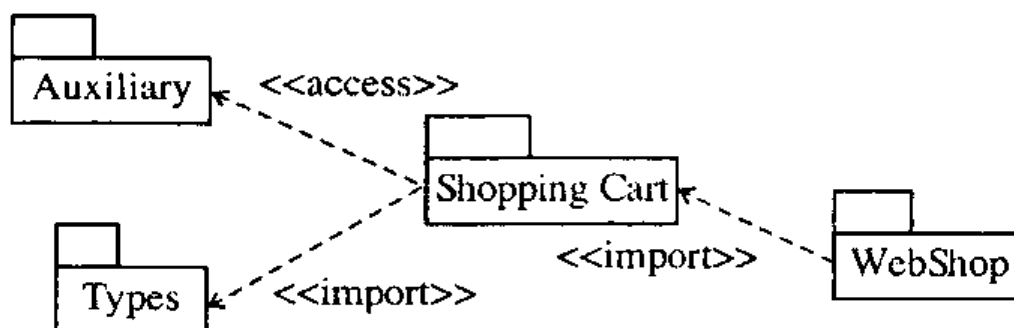 Auxiliary
<<access>>
Shopping Cart
<<import>>
WebShop
Types
<<import>>